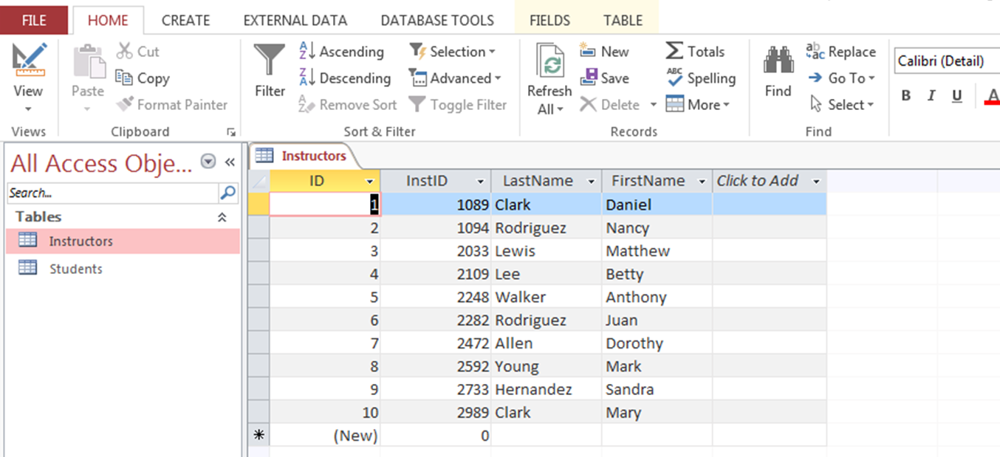 FILE HOME CREATE EXTERNAL DATA DATABASE TOOLS FIELDS TABLE
View
Views
Paste
Cut
Copy
Format Painter
Clipboard
Filter
A Z Ascending
Z A Descending
A Z Remove Sort
Selection
Advanced
Toggle Filter
Sort & Filter
Refresh
All
New
Save
Delete
Σ Totals
ABC Spelling
More
Records
Find
ab ac Replace
Go To
Select
Find
Calibri (Detail)
B I U A
All Access Obje... «
Search...
Tables
Instructors
Students
Instructors
ID InstID LastName FirstName Click to Add
1 1089 Clark Daniel
2 1094 Rodriguez Nancy
3 2033 Lewis Matthew
4 2109 Lee Betty
5 2248 Walker Anthony
6 2282 Rodriguez Juan
7 2472 Allen Dorothy
8 2592 Young Mark
9 2733 Hernandez Sandra
10 2989 Clark Mary
* (New) 0